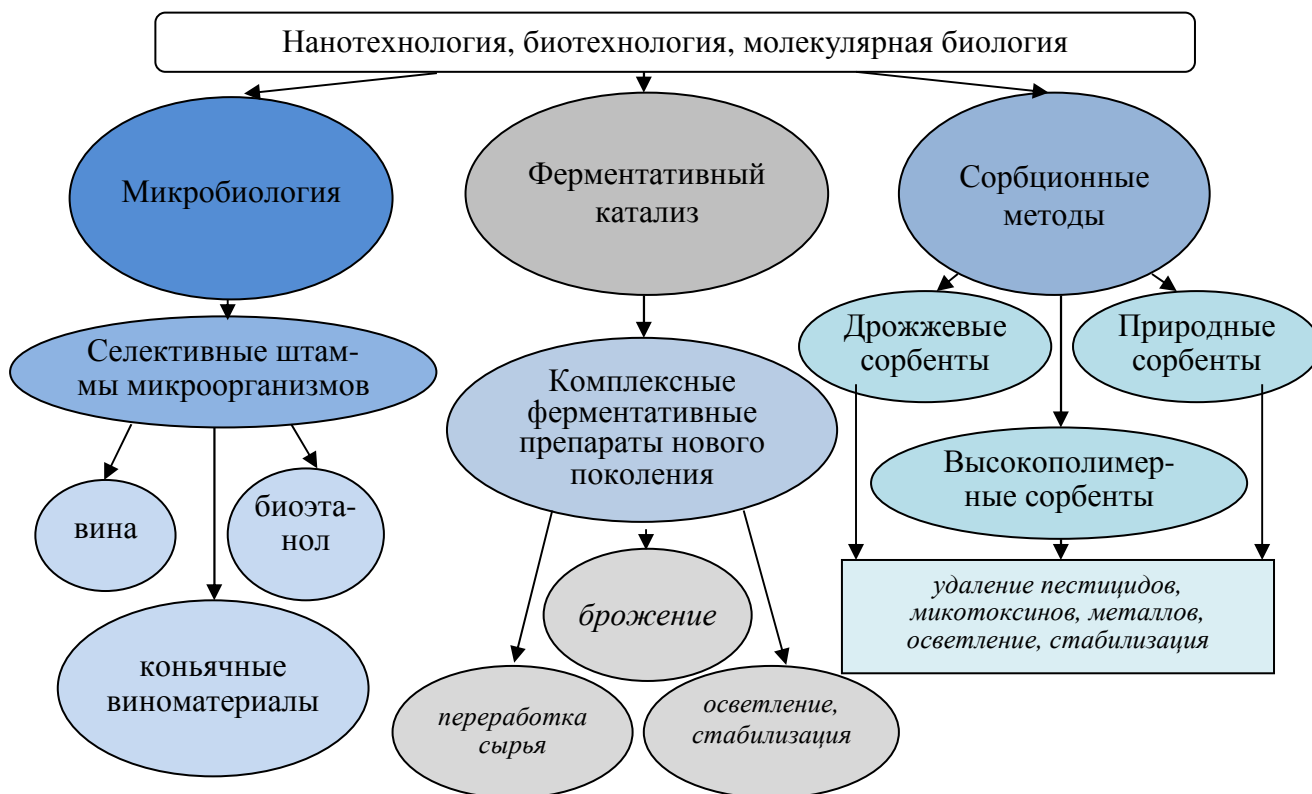 Нанотехнология, биотехнология, молекулярная биология
Микробиология
Ферментативный
катализ
Сорбционные
методы
Селективные штам-
мы микроорганизмов
Комплексные
ферментативные
препараты нового
поколения
Дрожжевые
сорбенты
Природные
сорбенты
Высокополимер-
ные сорбенты
вина
биоэта-
нол
коньячные
виноматериалы
брожение
переработка
сырья
осветление,
стабилизация
удаление пестицидов,
микотоксинов, металлов,
осветление, стабилизация